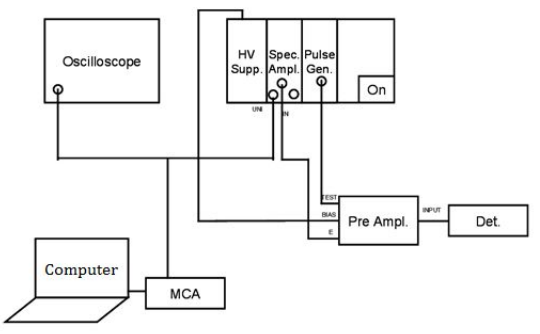 Oscilloscope
HV
Supp.
Spec.
Ampl.
Pulse
Gen.
On
UNI
IN
TEST
BIAS
E
Pre Ampl.
INPUT
Det.
Computer
MCA